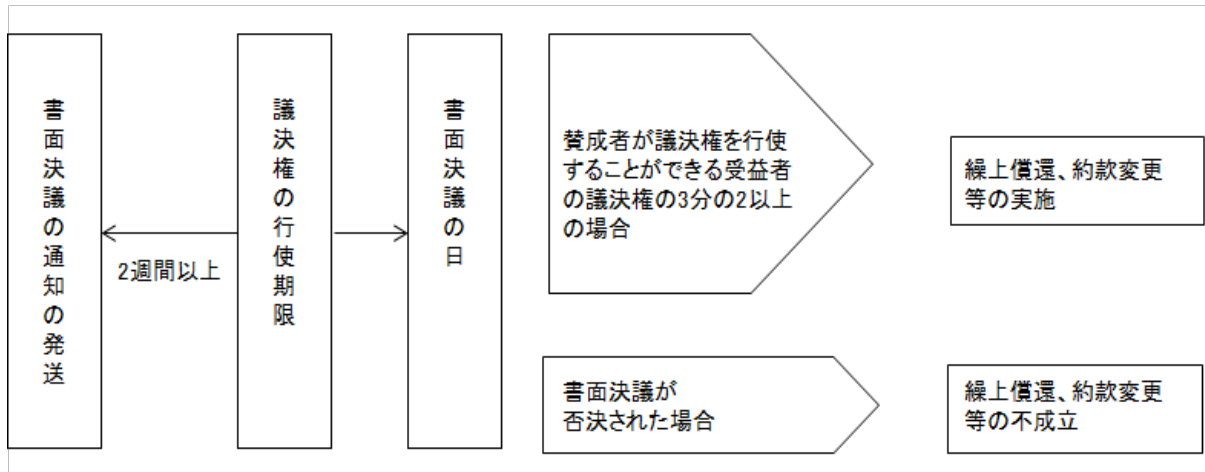 書面決議の通知の発送
2週間以上
議決権の行使期限
書面決議の日
賛成者が議決権を行使
することができる受益者
の議決権の3分の2以上
の場合
繰上償還、約款変更
等の実施
書面決議が
否決された場合
繰上償還、約款変更
等の不成立